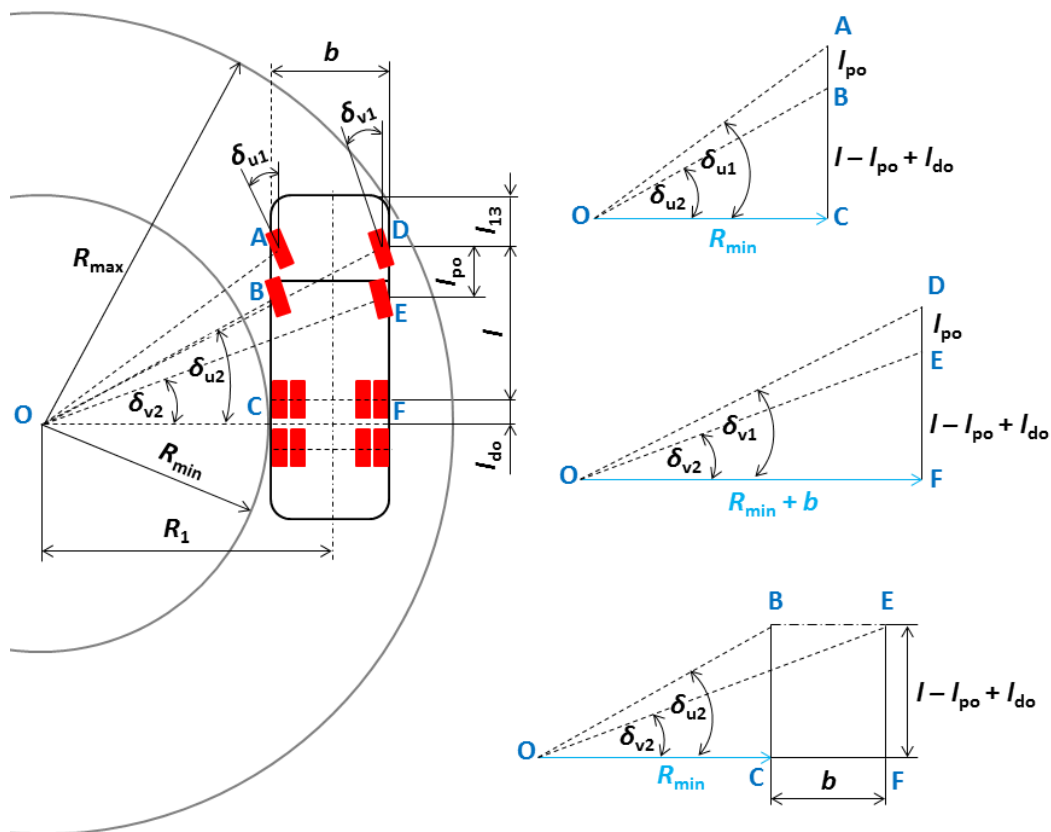 b
δv1
δu1
A
D
l13
Rmax
lpo
B
E
l
δu2
δv2
C
F
O
ldo
Rmin
R1
A
lpo
B
δu1
l – lpo + ldo
δu2
O
Rmin
C
D
lpo
E
δv1
l – lpo + ldo
δv2
O
F
Rmin + b
B
E
l – lpo + ldo
δu2
δv2
O
Rmin
C
F
b